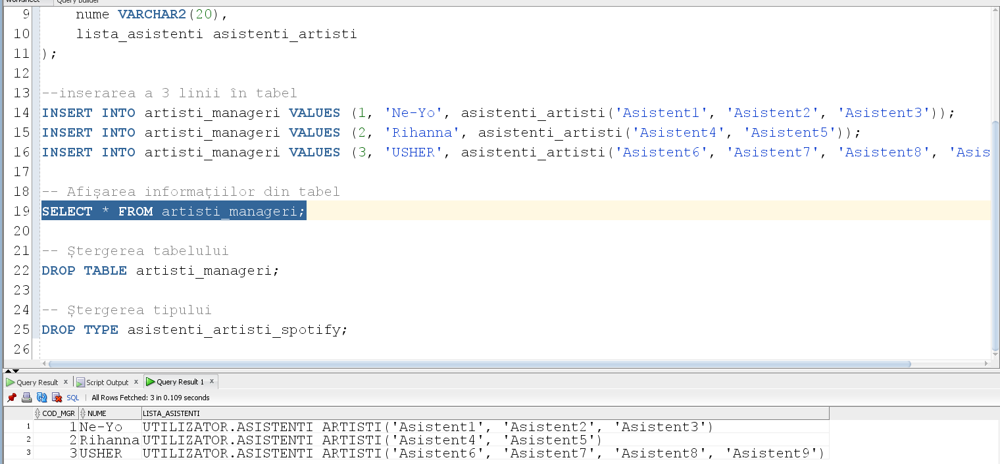 Worksheet Query Builder
9 nume VARCHAR2(20),
10 lista_asistenti asistenti_artisti
11 );
12
13 --inserarea a 3 linii în tabel
14 INSERT INTO artisti_manageri VALUES (1, 'Ne-Yo', asistenti_artisti('Asistent1', 'Asistent2', 'Asistent3'));
15 INSERT INTO artisti_manageri VALUES (2, 'Rihanna', asistenti_artisti('Asistent4', 'Asistent5'));
16 INSERT INTO artisti_manageri VALUES (3, 'USHER', asistenti_artisti('Asistent6', 'Asistent7', 'Asistent8', 'Asis
17
18 -- Afișarea informațiilor din tabel
19 SELECT * FROM artisti_manageri;
20
21 -- Ștergerea tabelului
22 DROP TABLE artisti_manageri;
23
24 -- Ștergerea tipului
25 DROP TYPE asistenti_artisti_spotify;
26
Query Result x Script Output x Query Result 1 x
SQL | All Rows Fetched: 3 in 0.109 seconds
COD_MGR NUME LISTA_ASISTENTI
1 1 Ne-Yo UTILIZATOR.ASISTENTI ARTISTI('Asistent1', 'Asistent2', 'Asistent3')
2 2 Rihanna UTILIZATOR.ASISTENTI ARTISTI('Asistent4', 'Asistent5')
3 3 USHER UTILIZATOR.ASISTENTI ARTISTI('Asistent6', 'Asistent7', 'Asistent8', 'Asistent9')